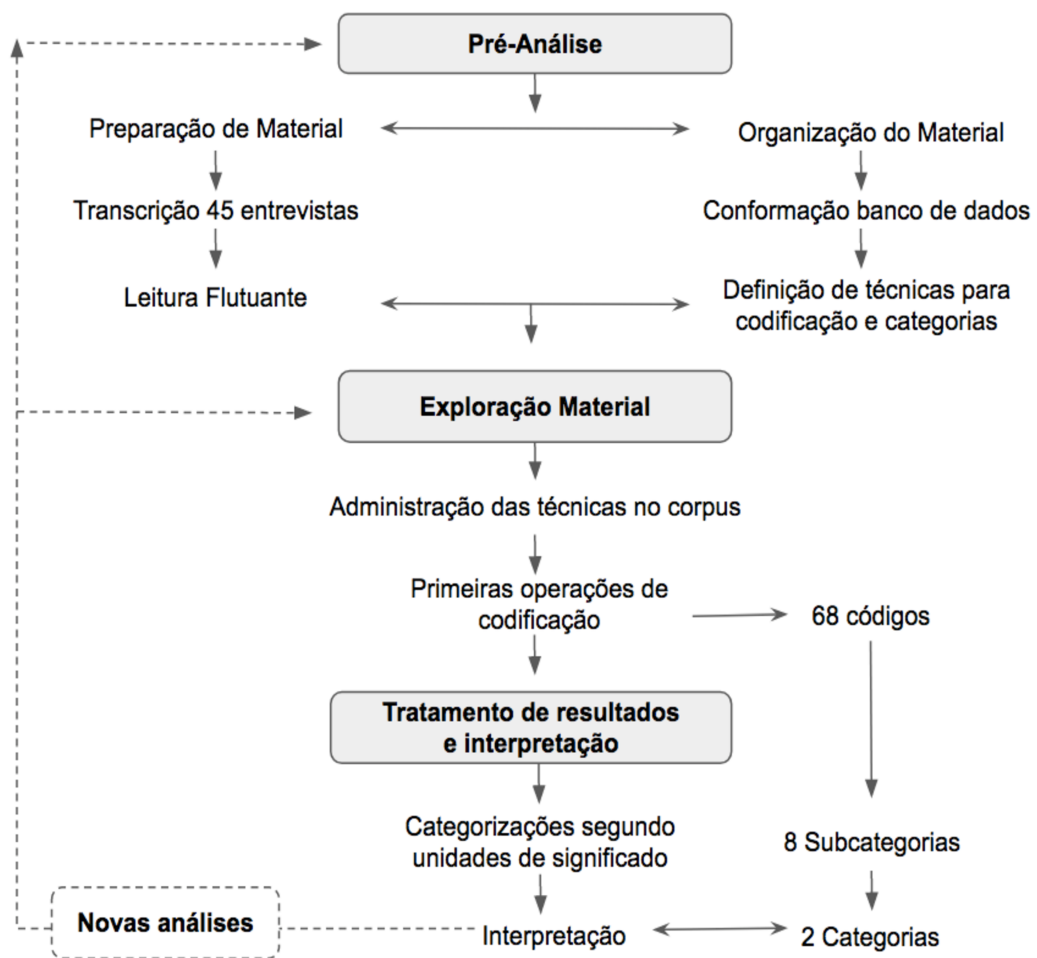 Pré-Análise
Preparação de Material
Organização do Material
Transcrição 45 entrevistas
Conformação banco de dados
Leitura Flutuante
Definição de técnicas para
codificação e categorias
Exploração Material
Administração das técnicas no corpus
Primeiras operações de
codificação
68 códigos
Tratamento de resultados
e interpretação
Categorizações segundo
unidades de significado
8 Subcategorias
Novas análises
Interpretação
2 Categorias